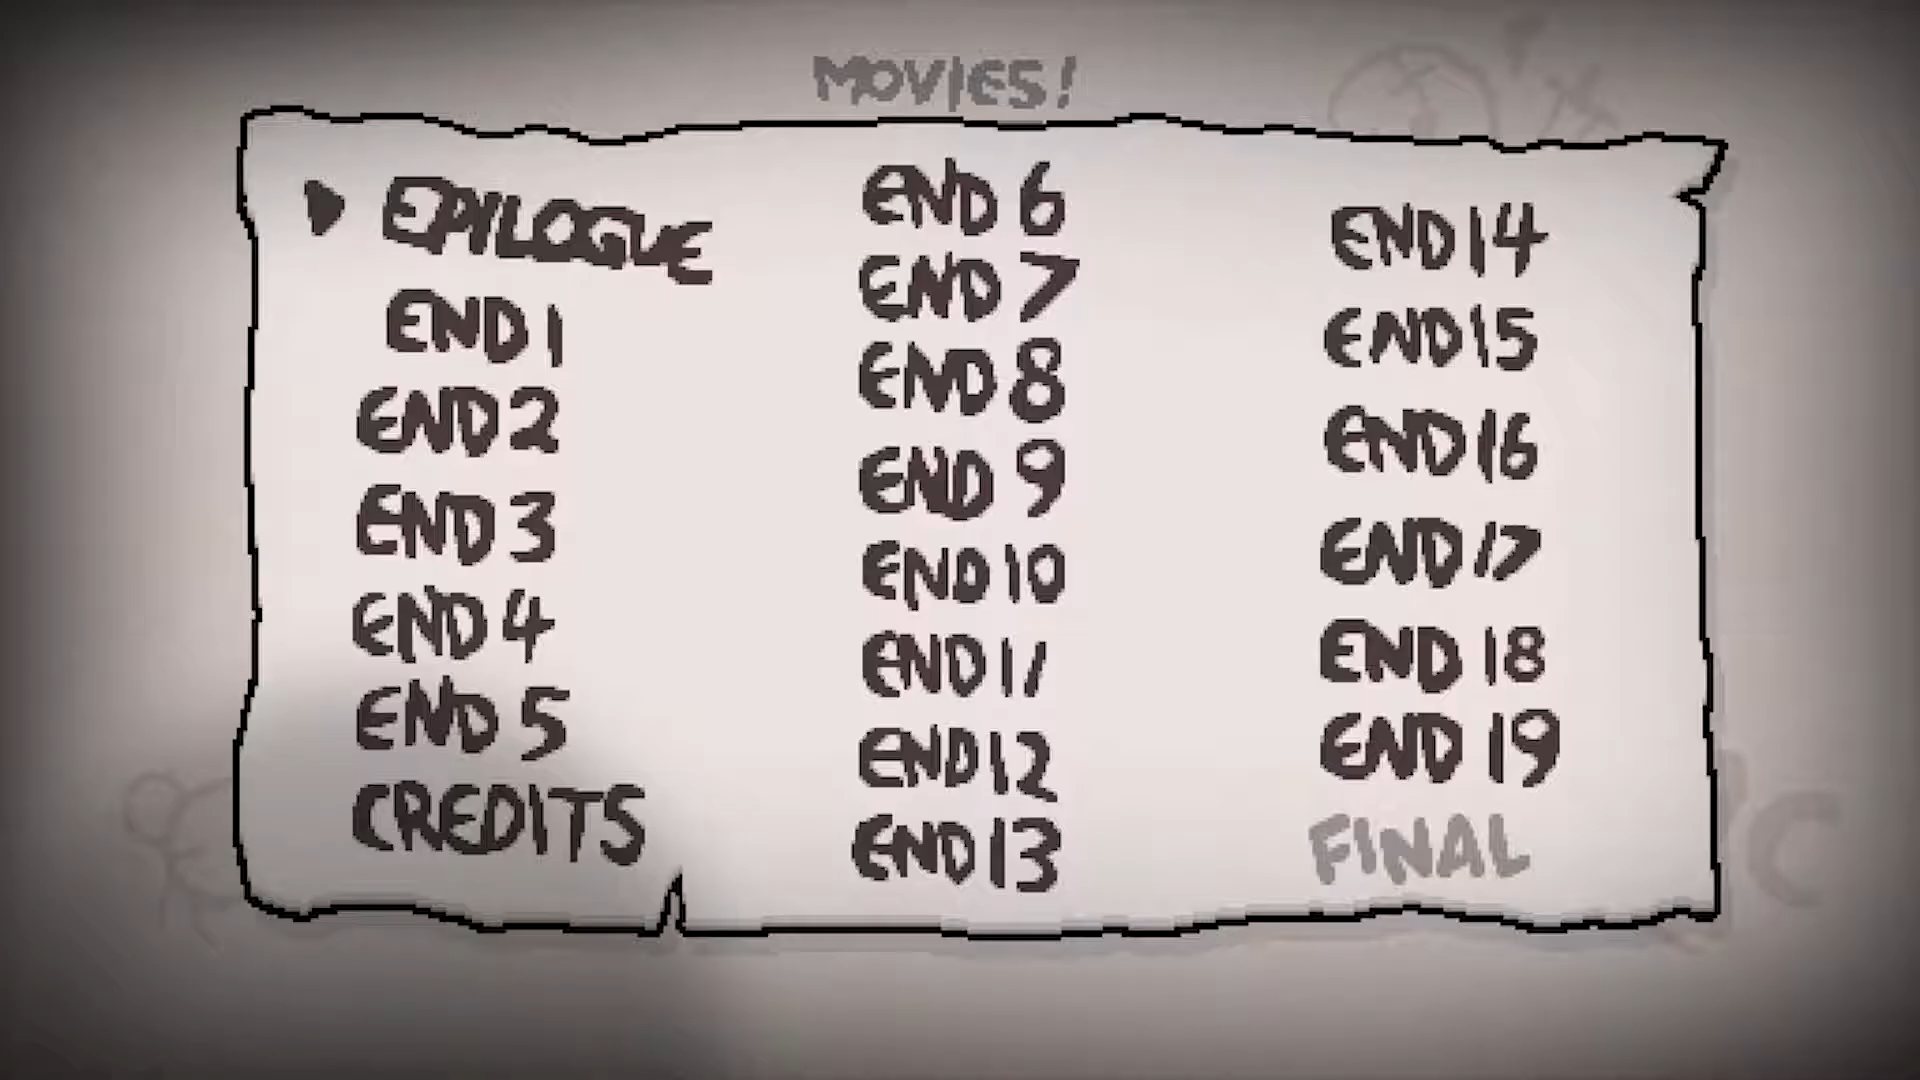 MOVIES!
EPILOGUE
END 1
END 2
END 3
END 4
END 5
CREDITS
END 6
END 7
END 8
END 9
END 10
END 11
END 12
END 13
END 14
END 15
END 16
END 17
END 18
END 19
FINAL